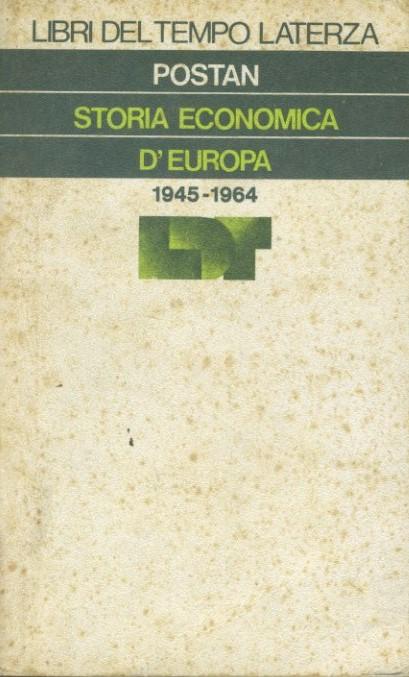 LIBRI DEL TEMPO LATERZA
POSTAN
STORIA ECONOMICA
D'EUROPA
1945-1964
LDT